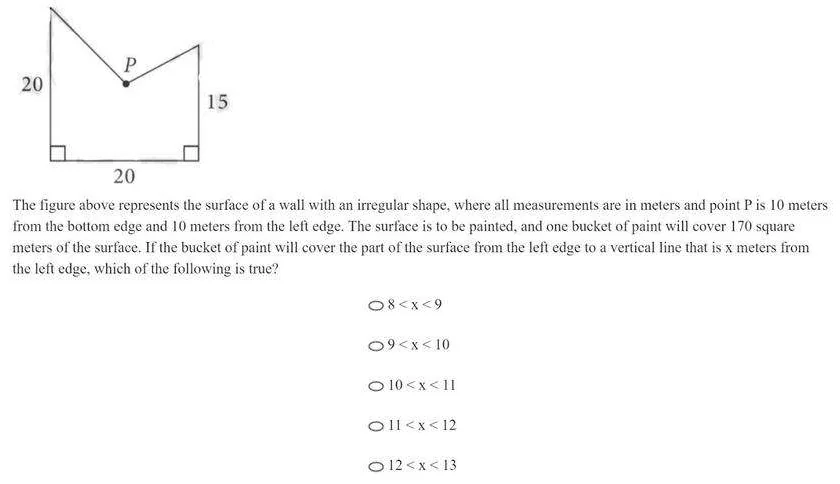 P
20
15
20
The figure above represents the surface of a wall with an irregular shape, where all measurements are in meters and point P is 10 meters
from the bottom edge and 10 meters from the left edge. The surface is to be painted, and one bucket of paint will cover 170 square
meters of the surface. If the bucket of paint will cover the part of the surface from the left edge to a vertical line that is x meters from
the left edge, which of the following is true?
8 < x < 9
9 < x < 10
10 < x < 11
11 < x < 12
12 < x < 13